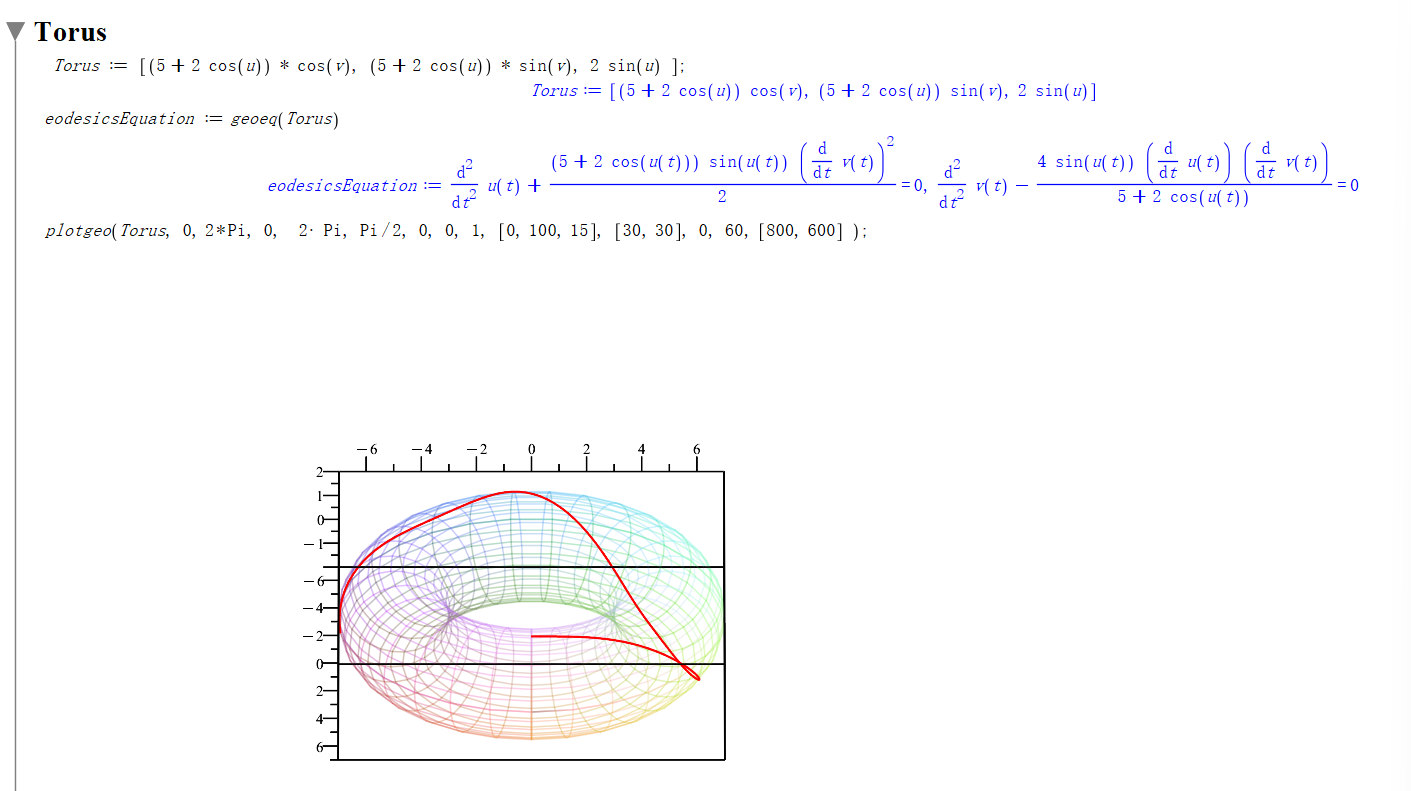 Torus
Torus := [(5 + 2 cos(u)) * cos(v), (5 + 2 cos(u)) * sin(v), 2 sin(u) ];
Torus := [(5 + 2 cos(u)) cos(v), (5 + 2 cos(u)) sin(v), 2 sin(u)]
eodesicsEquation := geoeq(Torus)
eodesicsEquation := d²/dt² u(t) + (5 + 2 cos(u(t))) sin(u(t)) (d/dt v(t))²/2 = 0, d²/dt² v(t) − 4 sin(u(t)) (d/dt u(t)) (d/dt v(t))/5 + 2 cos(u(t)) = 0
plotgeo(Torus, 0, 2*Pi, 0, 2· Pi, Pi/2, 0, 0, 1, [0, 100, 15], [30, 30], 0, 60, [800, 600] );
−6 −4 −2 0 2 4 6
2
1
0
−1
−6
−4
−2
0
2
4
6